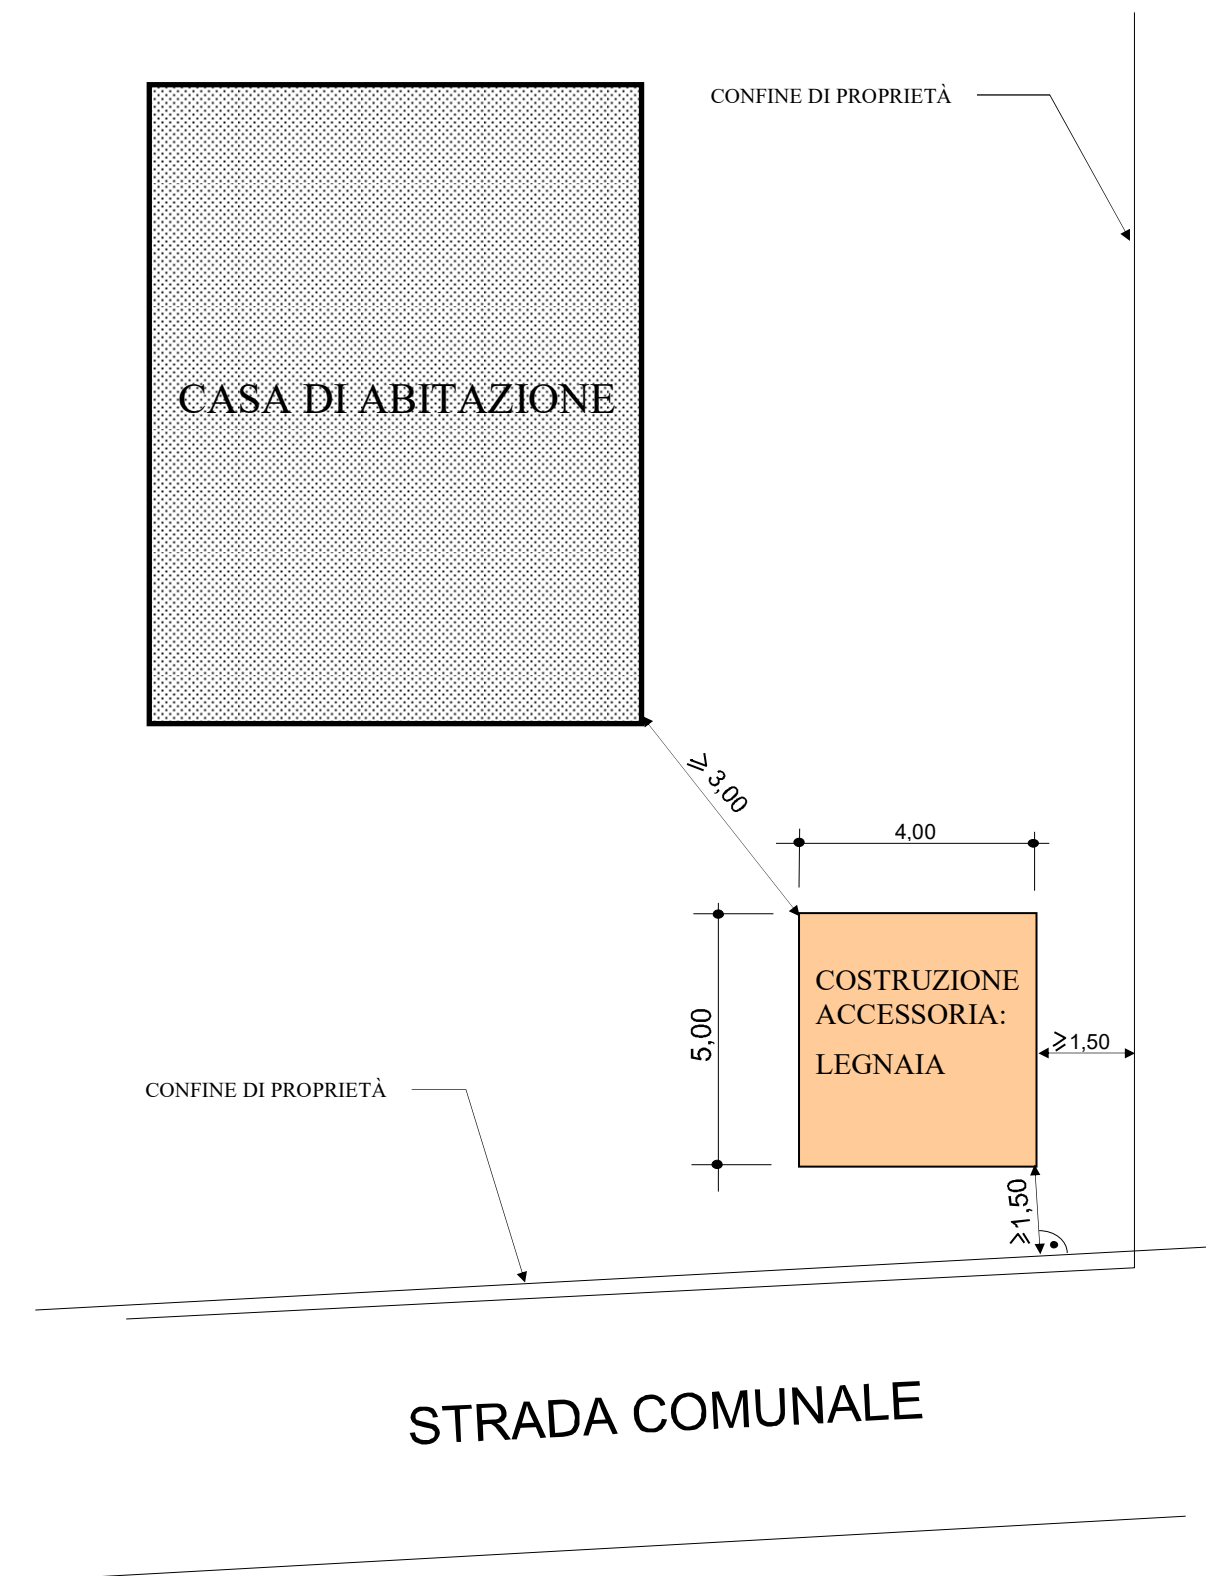 CONFINE DI PROPRIETÀ
CASA DI ABITAZIONE
⩾ 3,00
4,00
5,00
COSTRUZIONE
ACCESSORIA:
LEGNAIA
⩾1,50
CONFINE DI PROPRIETÀ
⩾1,50
STRADA COMUNALE